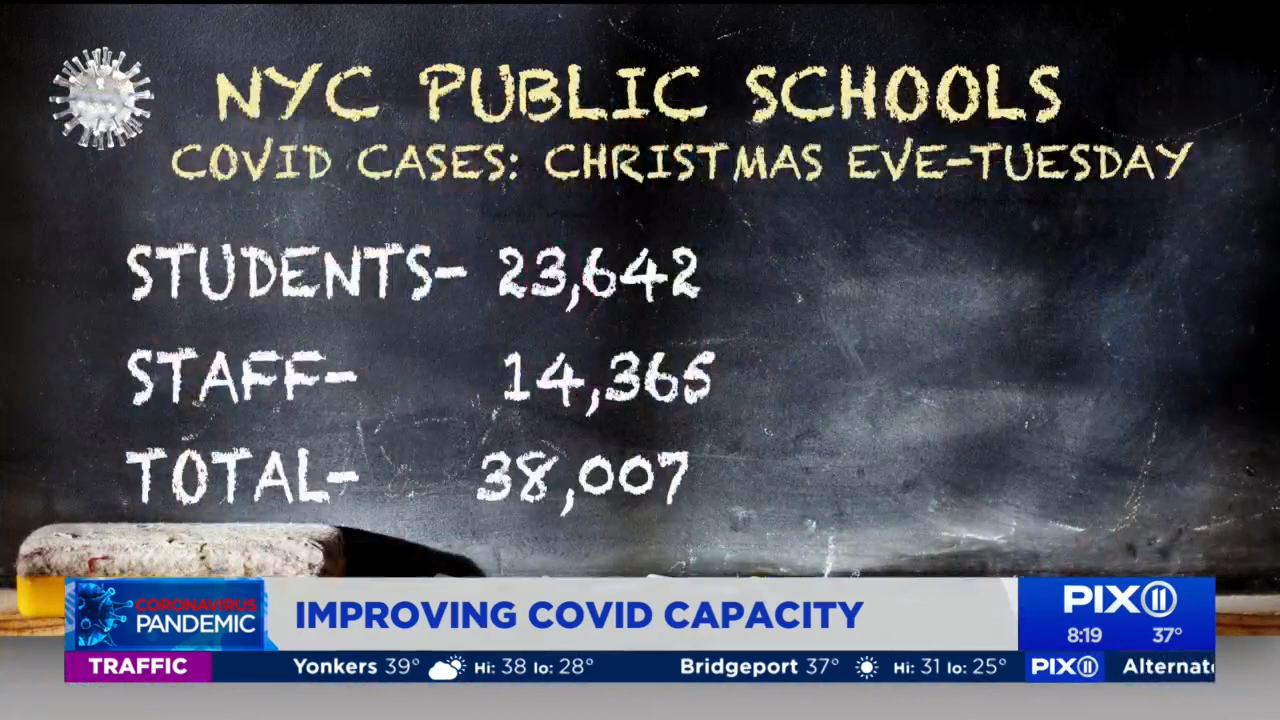 NYC PUBLIC SCHOOLS
COVID CASES: CHRISTMAS EVE-TUESDAY
STUDENTS- 23,642
STAFF- 14,365
TOTAL- 38,007
CORONAVIRUS
PANDEMIC
IMPROVING COVID CAPACITY
PIX11
8:19 37°
TRAFFIC Yonkers 39° Hi: 38 lo: 28° Bridgeport 37° Hi: 31 lo: 25° PIX11 Alternat